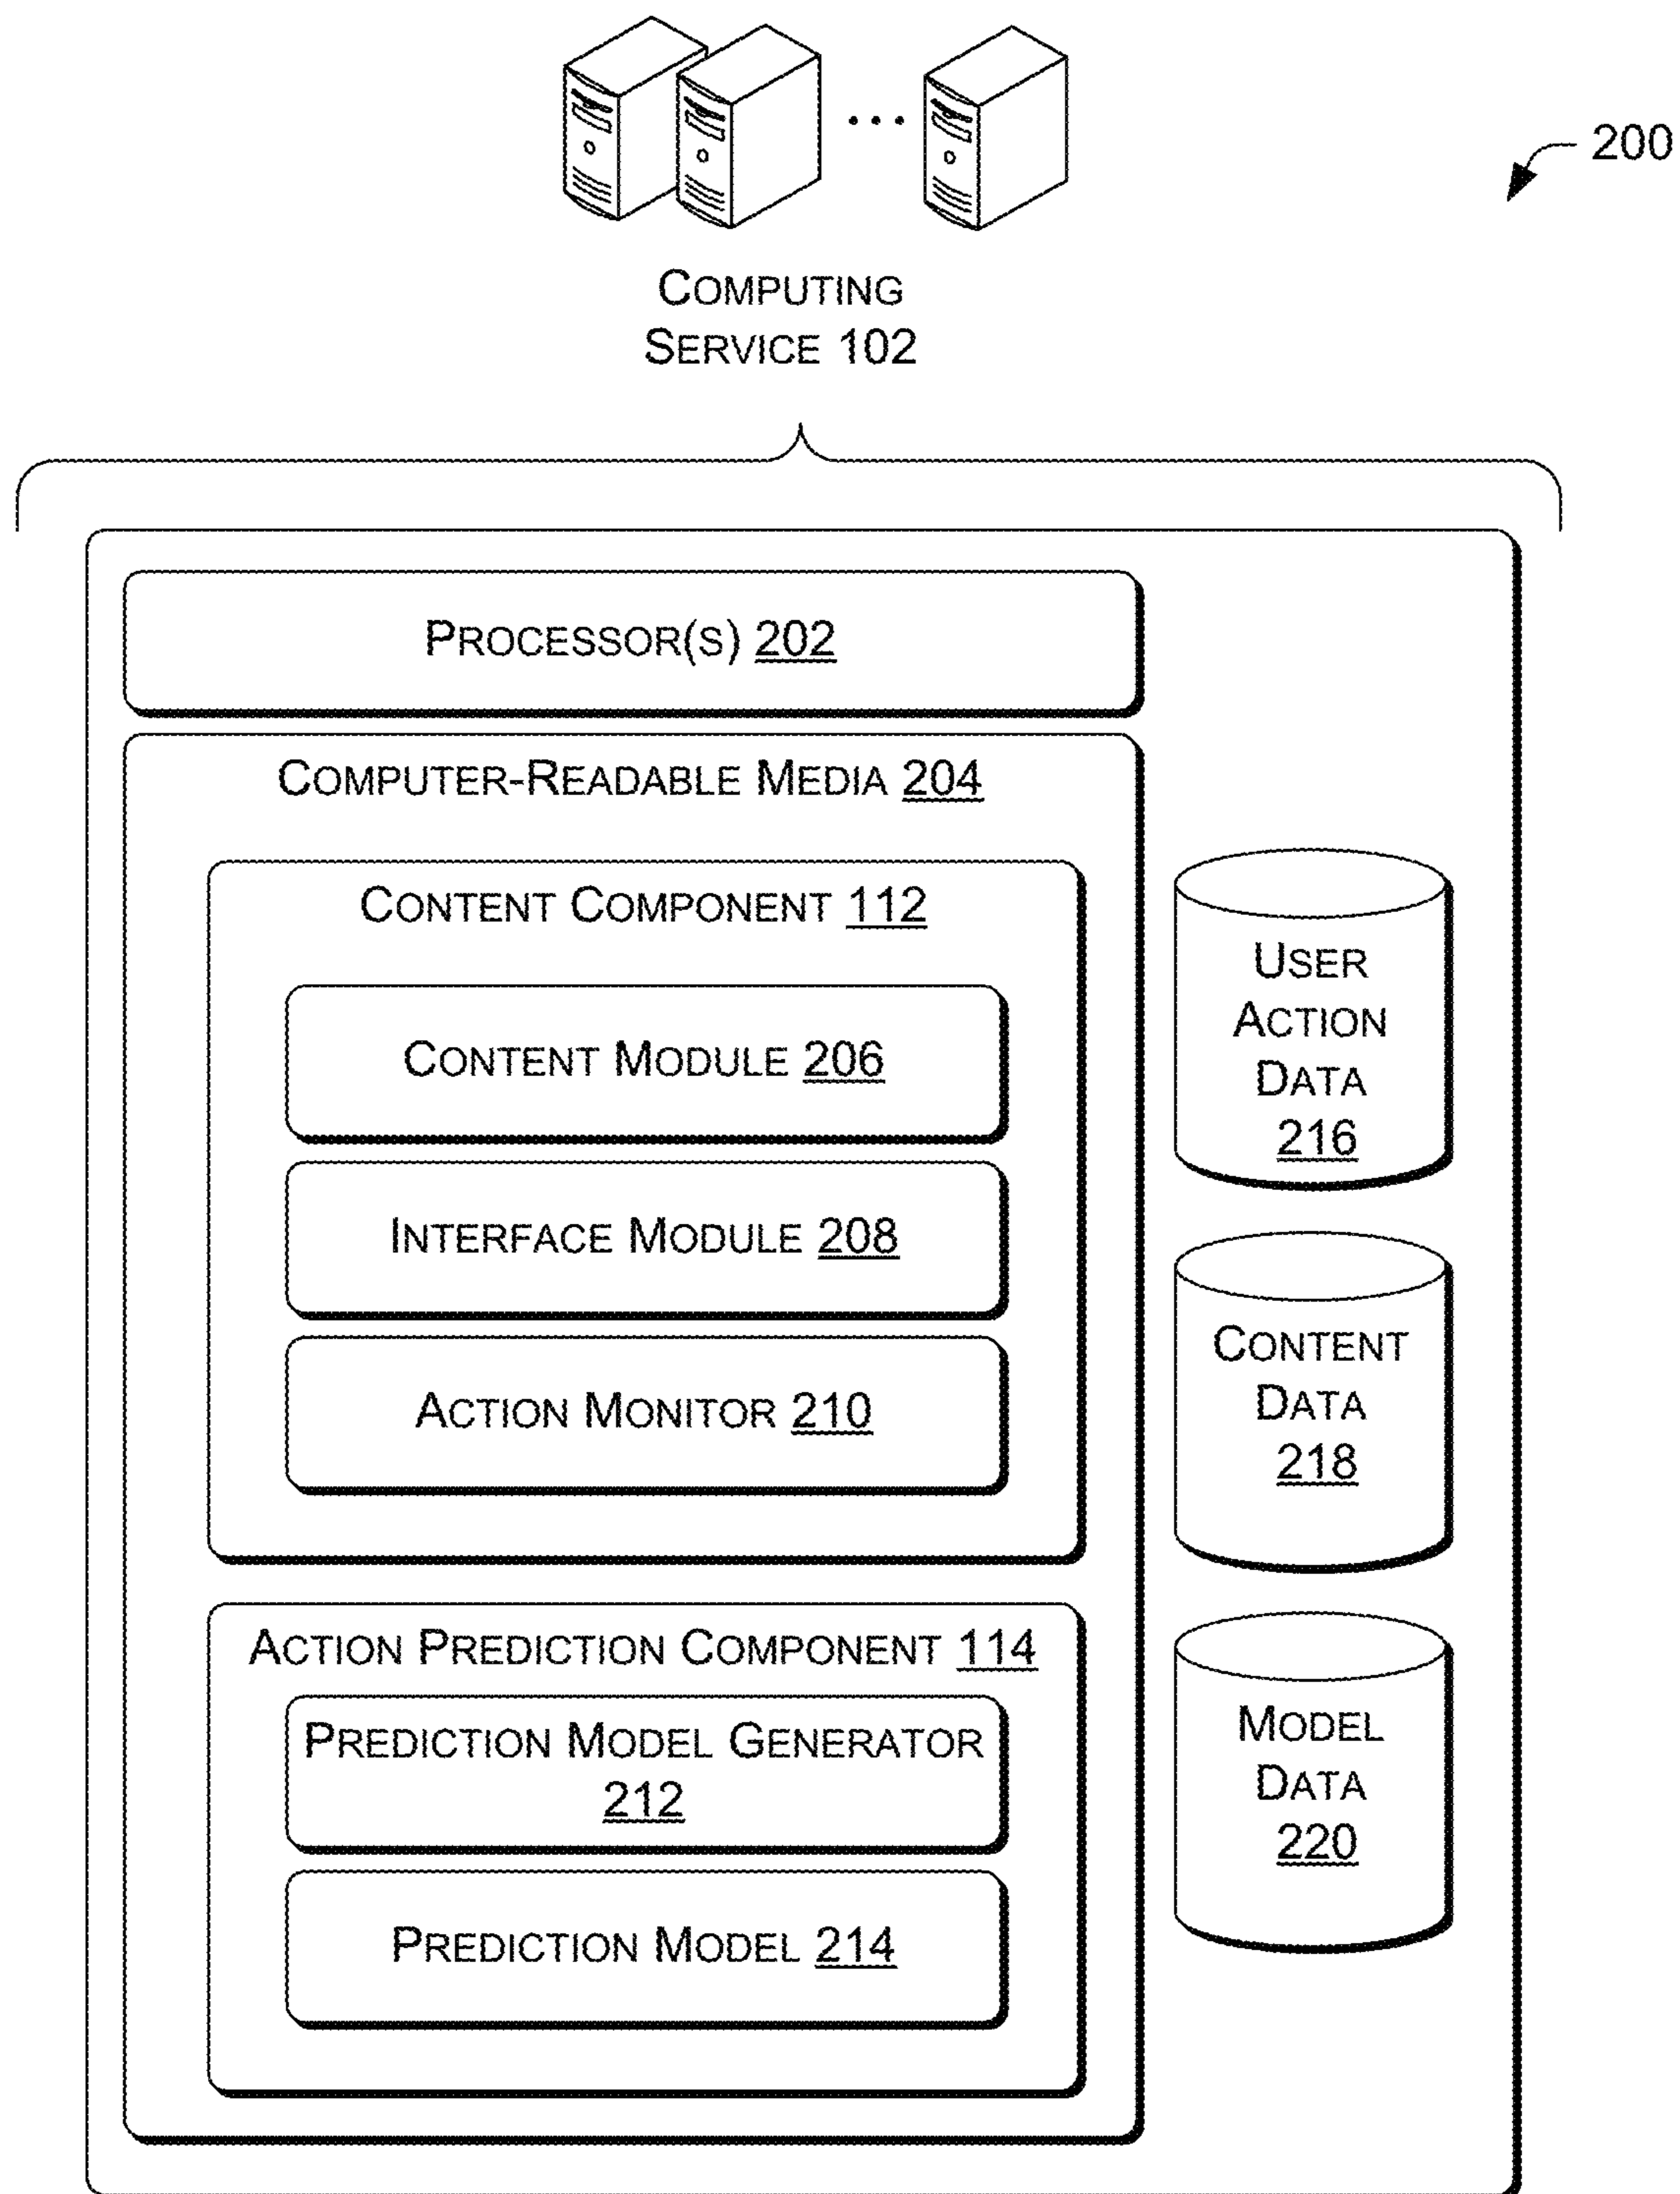 200
COMPUTING
SERVICE 102
PROCESSOR(S) 202
COMPUTER-READABLE MEDIA 204
CONTENT COMPONENT 112
CONTENT MODULE 206
INTERFACE MODULE 208
ACTION MONITOR 210
ACTION PREDICTION COMPONENT 114
PREDICTION MODEL GENERATOR
212
PREDICTION MODEL 214
USER
ACTION
DATA
216
CONTENT
DATA
218
MODEL
DATA
220